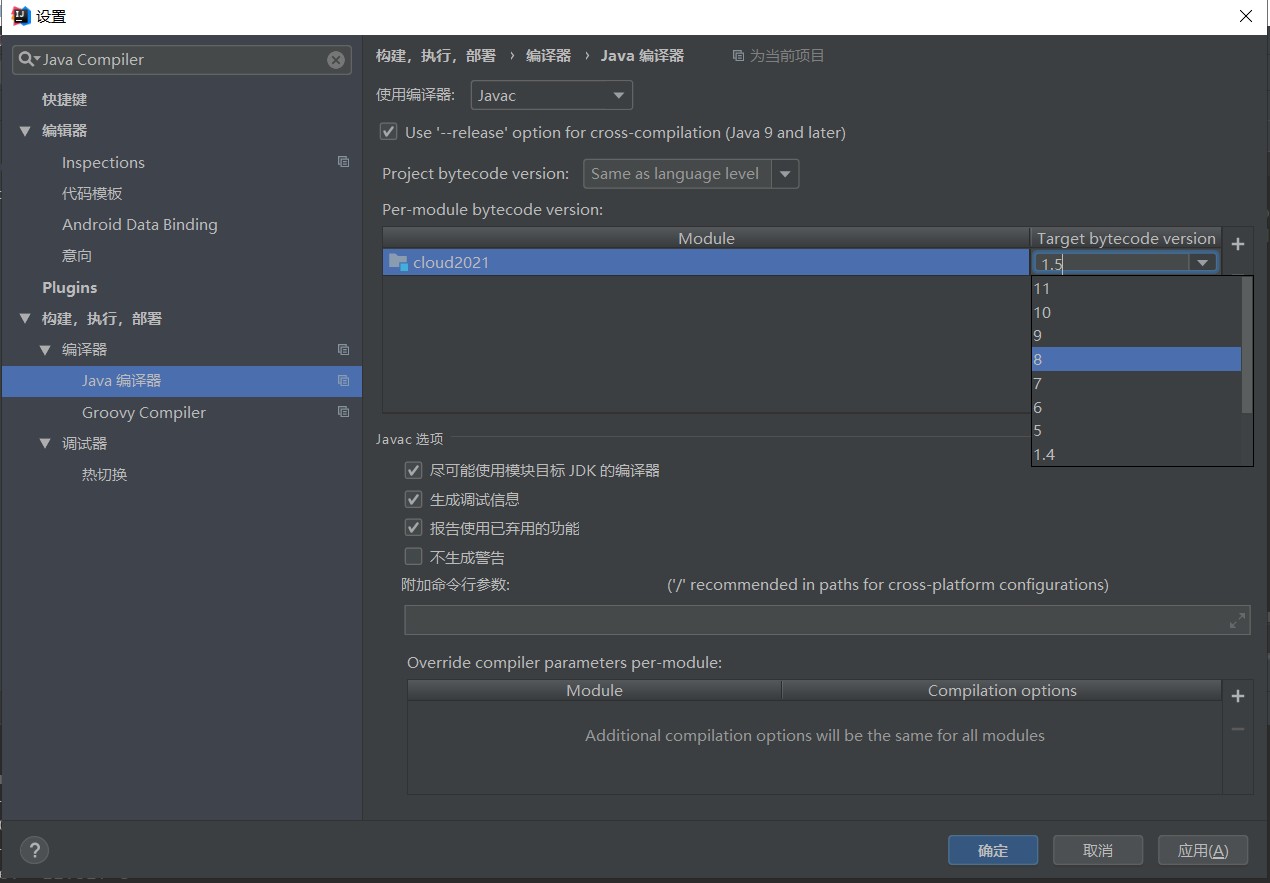 设置
Java Compiler
快捷键
编辑器
Inspections
代码模板
Android Data Binding
意向
Plugins
构建，执行，部署
编译器
Java 编译器
Groovy Compiler
调试器
热切换
构建，执行，部署 › 编译器 › Java 编译器 为当前项目
使用编译器: Javac
Use '--release' option for cross-compilation (Java 9 and later)
Project bytecode version: Same as language level
Per-module bytecode version:
Module Target bytecode version
cloud2021 1.5
11
10
9
8
7
6
5
1.4
Javac 选项
尽可能使用模块目标 JDK 的编译器
生成调试信息
报告使用已弃用的功能
不生成警告
附加命令行参数: ('/' recommended in paths for cross-platform configurations)
Override compiler parameters per-module:
Module Compilation options
Additional compilation options will be the same for all modules
? 确定 取消 应用(A)